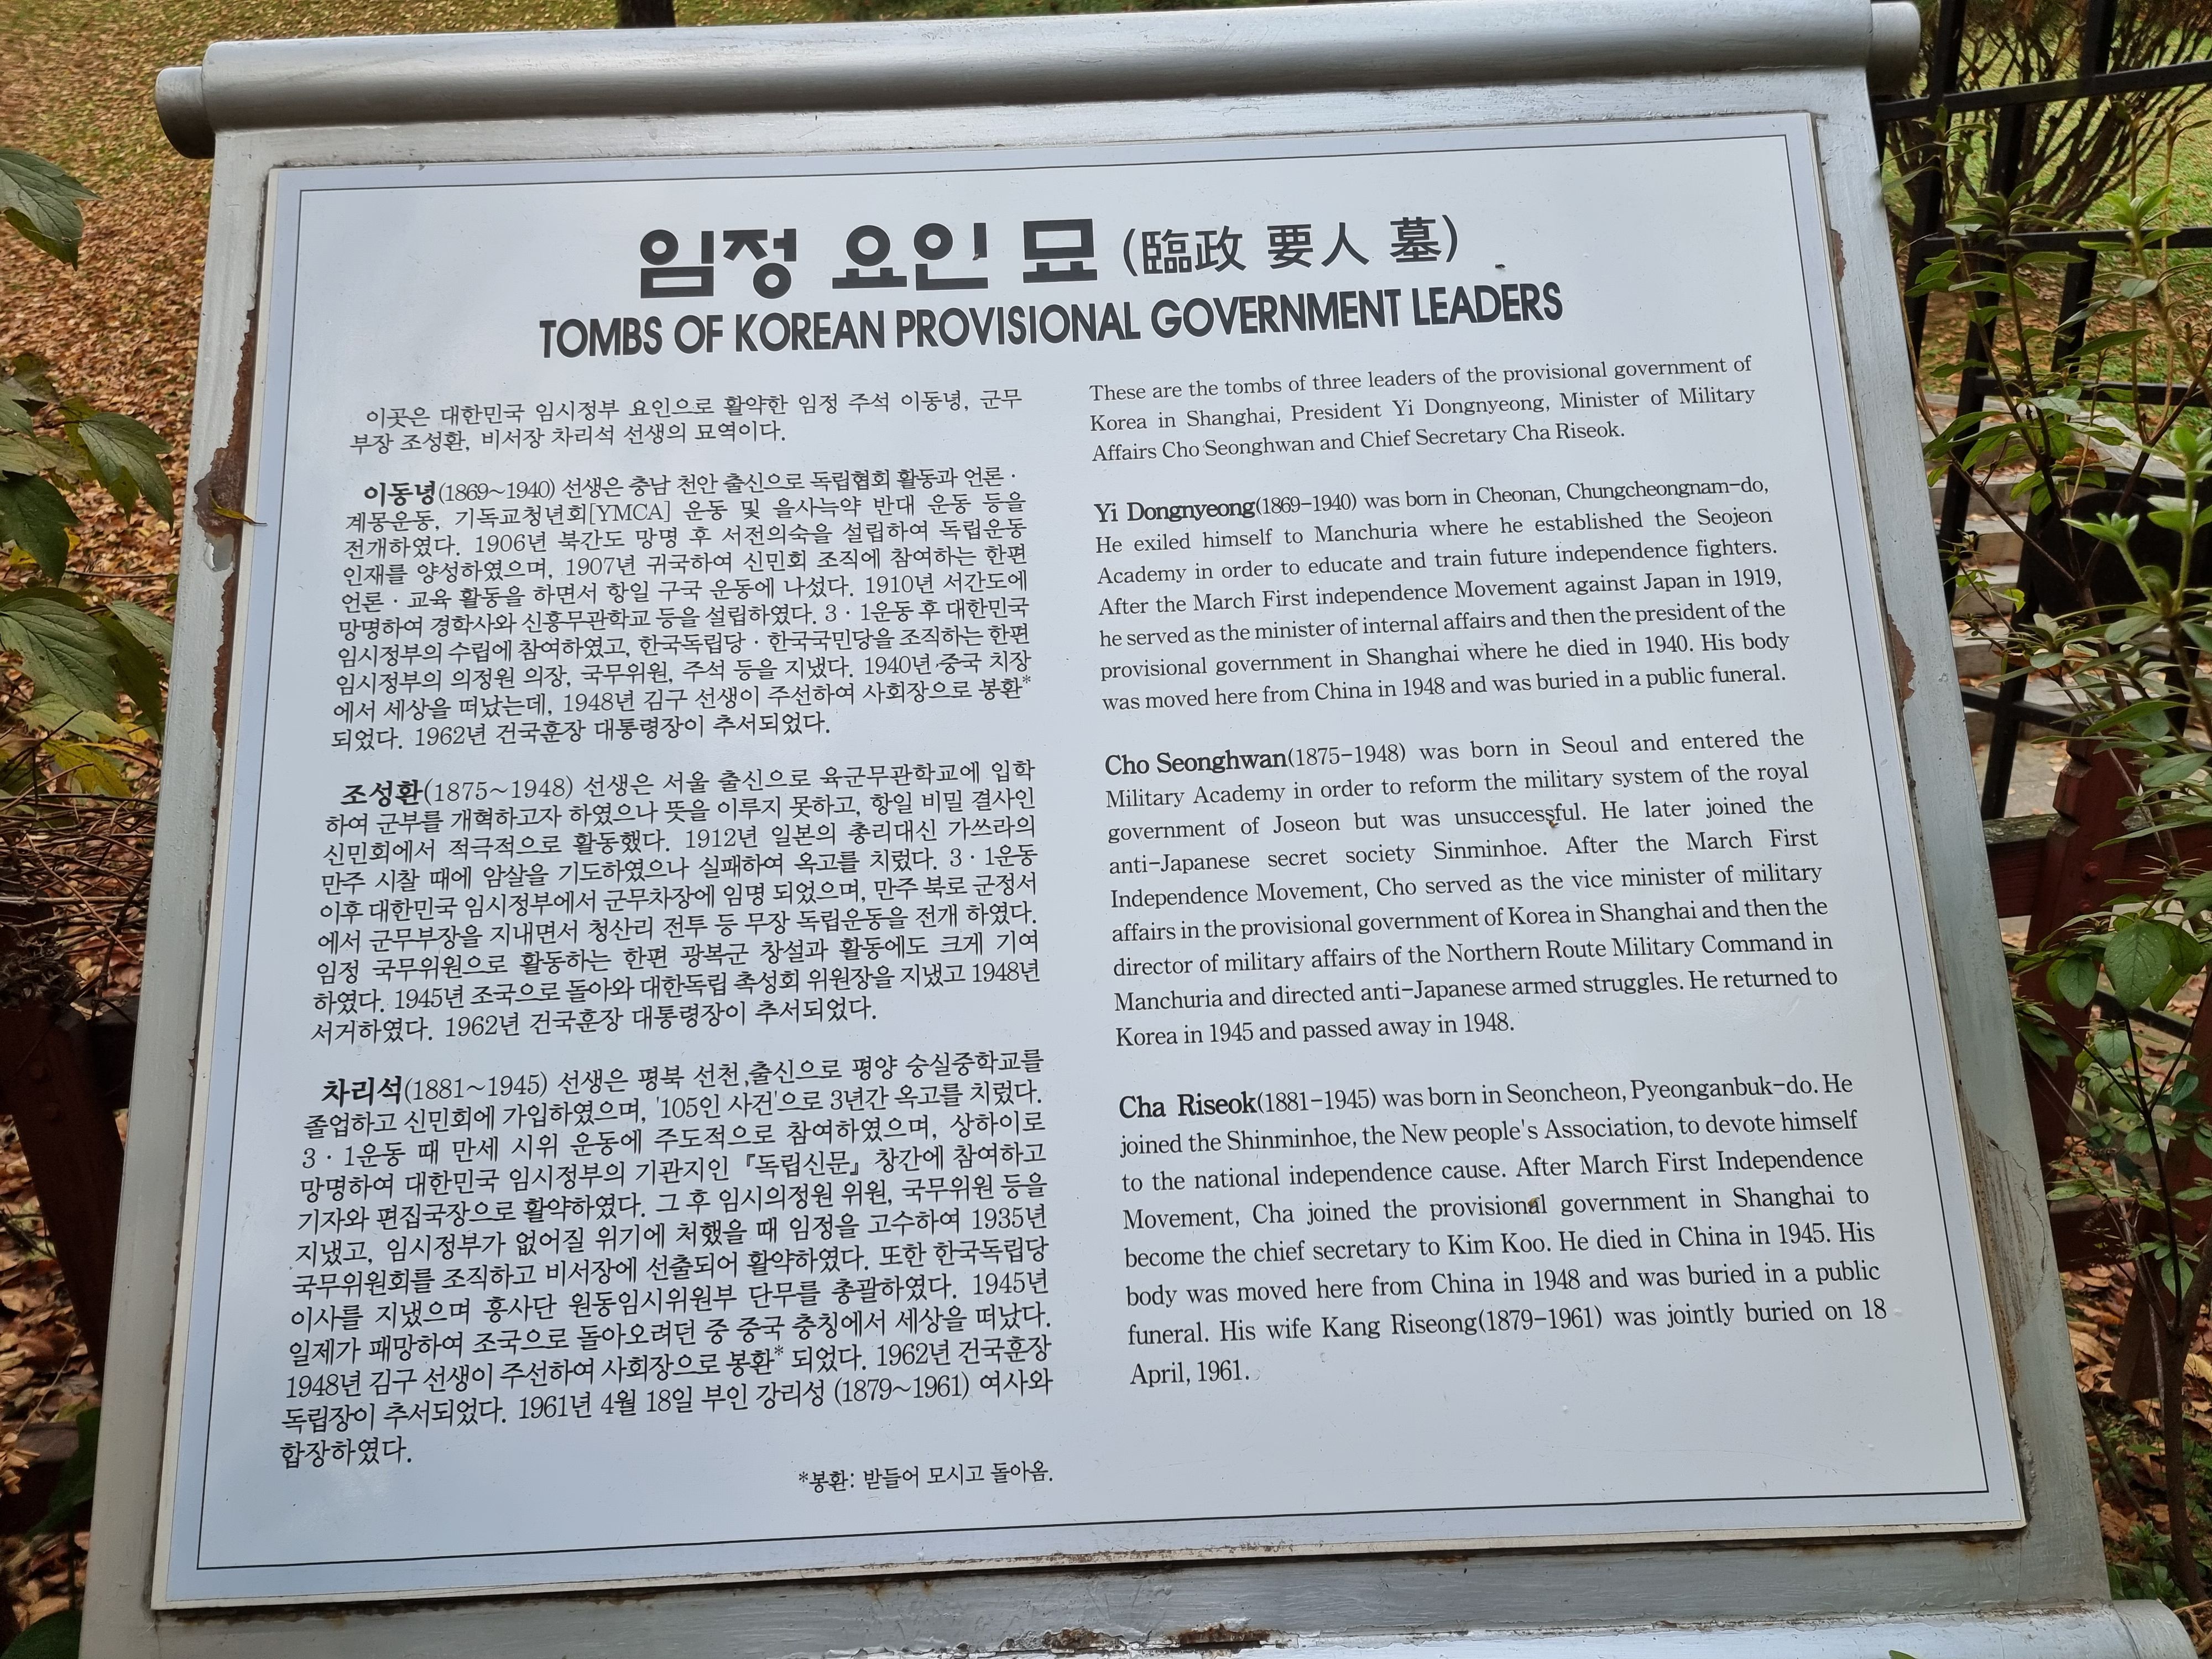 임정 요인 묘 (臨政 要人 墓)
TOMBS OF KOREAN PROVISIONAL GOVERNMENT LEADERS
이곳은 대한민국 임시정부 요인으로 활약한 임정 주석 이동녕, 군무
부장 조성환, 비서장 차리석 선생의 묘역이다.
이동녕(1869~1940) 선생은 충남 천안 출신으로 독립협회 활동과 언론 ·
계몽운동, 기독교청년회[YMCA] 운동 및 을사늑약 반대 운동 등을
전개하였다. 1906년 북간도 망명 후 서전의숙을 설립하여 독립운동
인재를 양성하였으며, 1907년 귀국하여 신민회 조직에 참여하는 한편
언론 · 교육 활동을 하면서 항일 구국 운동에 나섰다. 1910년 서간도에
망명하여 경학사와 신흥무관학교 등을 설립하였다. 3 · 1운동 후 대한민국
임시정부의 수립에 참여하였고, 한국독립당 · 한국국민당을 조직하는 한편
임시정부의 의정원 의장, 국무위원, 주석 등을 지냈다. 1940년 중국 치장
에서 세상을 떠났는데, 1948년 김구 선생이 주선하여 사회장으로 봉환*
되었다. 1962년 건국훈장 대통령장이 추서되었다.
조성환(1875~1948) 선생은 서울 출신으로 육군무관학교에 입학
하여 군부를 개혁하고자 하였으나 뜻을 이루지 못하고, 항일 비밀 결사인
신민회에서 적극적으로 활동했다. 1912년 일본의 총리대신 가쓰라의
만주 시찰 때에 암살을 기도하였으나 실패하여 옥고를 치렀다. 3 · 1운동
이후 대한민국 임시정부에서 군무차장에 임명 되었으며, 만주 북로 군정서
에서 군무부장을 지내면서 청산리 전투 등 무장 독립운동을 전개 하였다.
임정 국무위원으로 활동하는 한편 광복군 창설과 활동에도 크게 기여
하였다. 1945년 조국으로 돌아와 대한독립 촉성회 위원장을 지냈고 1948년
서거하였다. 1962년 건국훈장 대통령장이 추서되었다.
차리석(1881~1945) 선생은 평북 선천 출신으로 평양 숭실중학교를
졸업하고 신민회에 가입하였으며, '105인 사건'으로 3년간 옥고를 치렀다.
3 · 1운동 때 만세 시위 운동에 주도적으로 참여하였으며, 상하이로
망명하여 대한민국 임시정부의 기관지인 『독립신문』 창간에 참여하고
기자와 편집국장으로 활약하였다. 그 후 임시의정원 위원, 국무위원 등을
지냈고, 임시정부가 없어질 위기에 처했을 때 임정을 고수하여 1935년
국무위원회를 조직하고 비서장에 선출되어 활약하였다. 또한 한국독립당
이사를 지냈으며 흥사단 원동임시위원부 단무를 총괄하였다. 1945년
일제가 패망하여 조국으로 돌아오려던 중 중국 충칭에서 세상을 떠났다.
1948년 김구 선생이 주선하여 사회장으로 봉환* 되었다. 1962년 건국훈장
독립장이 추서되었다. 1961년 4월 18일 부인 강리성 (1879~1961) 여사와
합장하였다.
*봉환: 받들어 모시고 돌아옴.
These are the tombs of three leaders of the provisional government of
Korea in Shanghai, President Yi Dongnyeong, Minister of Military
Affairs Cho Seonghwan and Chief Secretary Cha Riseok.
Yi Dongnyeong(1869-1940) was born in Cheonan, Chungcheongnam-do,
He exiled himself to Manchuria where he established the Seojeon
Academy in order to educate and train future independence fighters.
After the March First independence Movement against Japan in 1919,
he served as the minister of internal affairs and then the president of the
provisional government in Shanghai where he died in 1940. His body
was moved here from China in 1948 and was buried in a public funeral.
Cho Seonghwan(1875-1948) was born in Seoul and entered the
Military Academy in order to reform the military system of the royal
government of Joseon but was unsuccessful. He later joined the
anti-Japanese secret society Sinminhoe. After the March First
Independence Movement, Cho served as the vice minister of military
affairs in the provisional government of Korea in Shanghai and then the
director of military affairs of the Northern Route Military Command in
Manchuria and directed anti-Japanese armed struggles. He returned to
Korea in 1945 and passed away in 1948.
Cha Riseok(1881-1945) was born in Seoncheon, Pyeonganbuk-do. He
joined the Shinminhoe, the New people's Association, to devote himself
to the national independence cause. After March First Independence
Movement, Cha joined the provisional government in Shanghai to
become the chief secretary to Kim Koo. He died in China in 1945. His
body was moved here from China in 1948 and was buried in a public
funeral. His wife Kang Riseong(1879-1961) was jointly buried on 18
April, 1961.